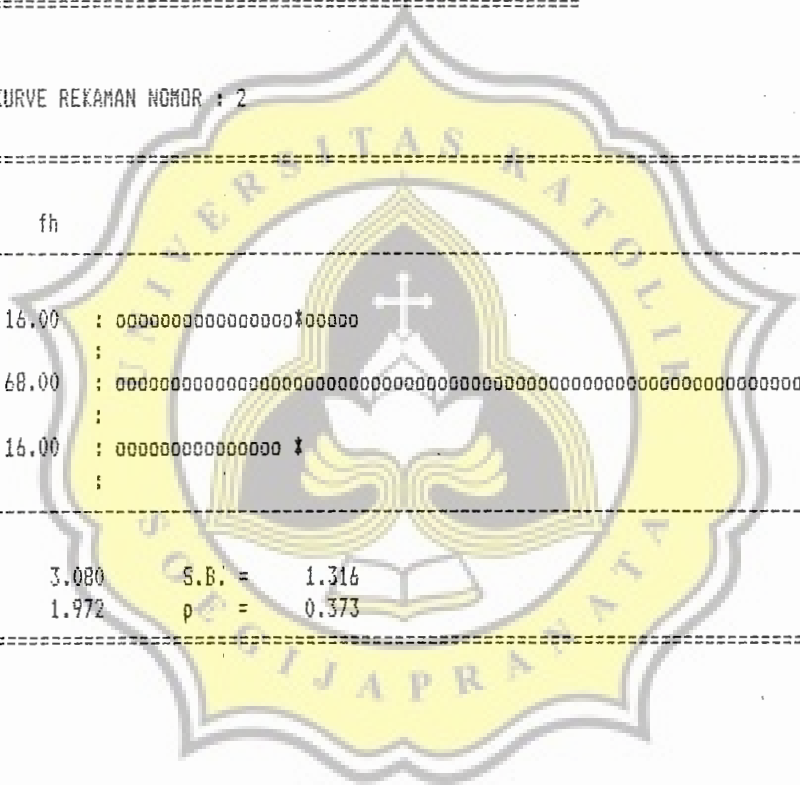 KURVE REKAMAN NOMOR : 2
fh
16.00 : oooooooooooooooo*ooooo
:
68.00 : oooooooooooooooooooooooooooooooooooooooooooooooooooooooooooooo
:
16.00 : ooooooooooooooo *
:
3.080 S.B. = 1.316
1.972 p = 0.373
UNIVERSITAS KATOLIK
SOEGIJAPRANATA